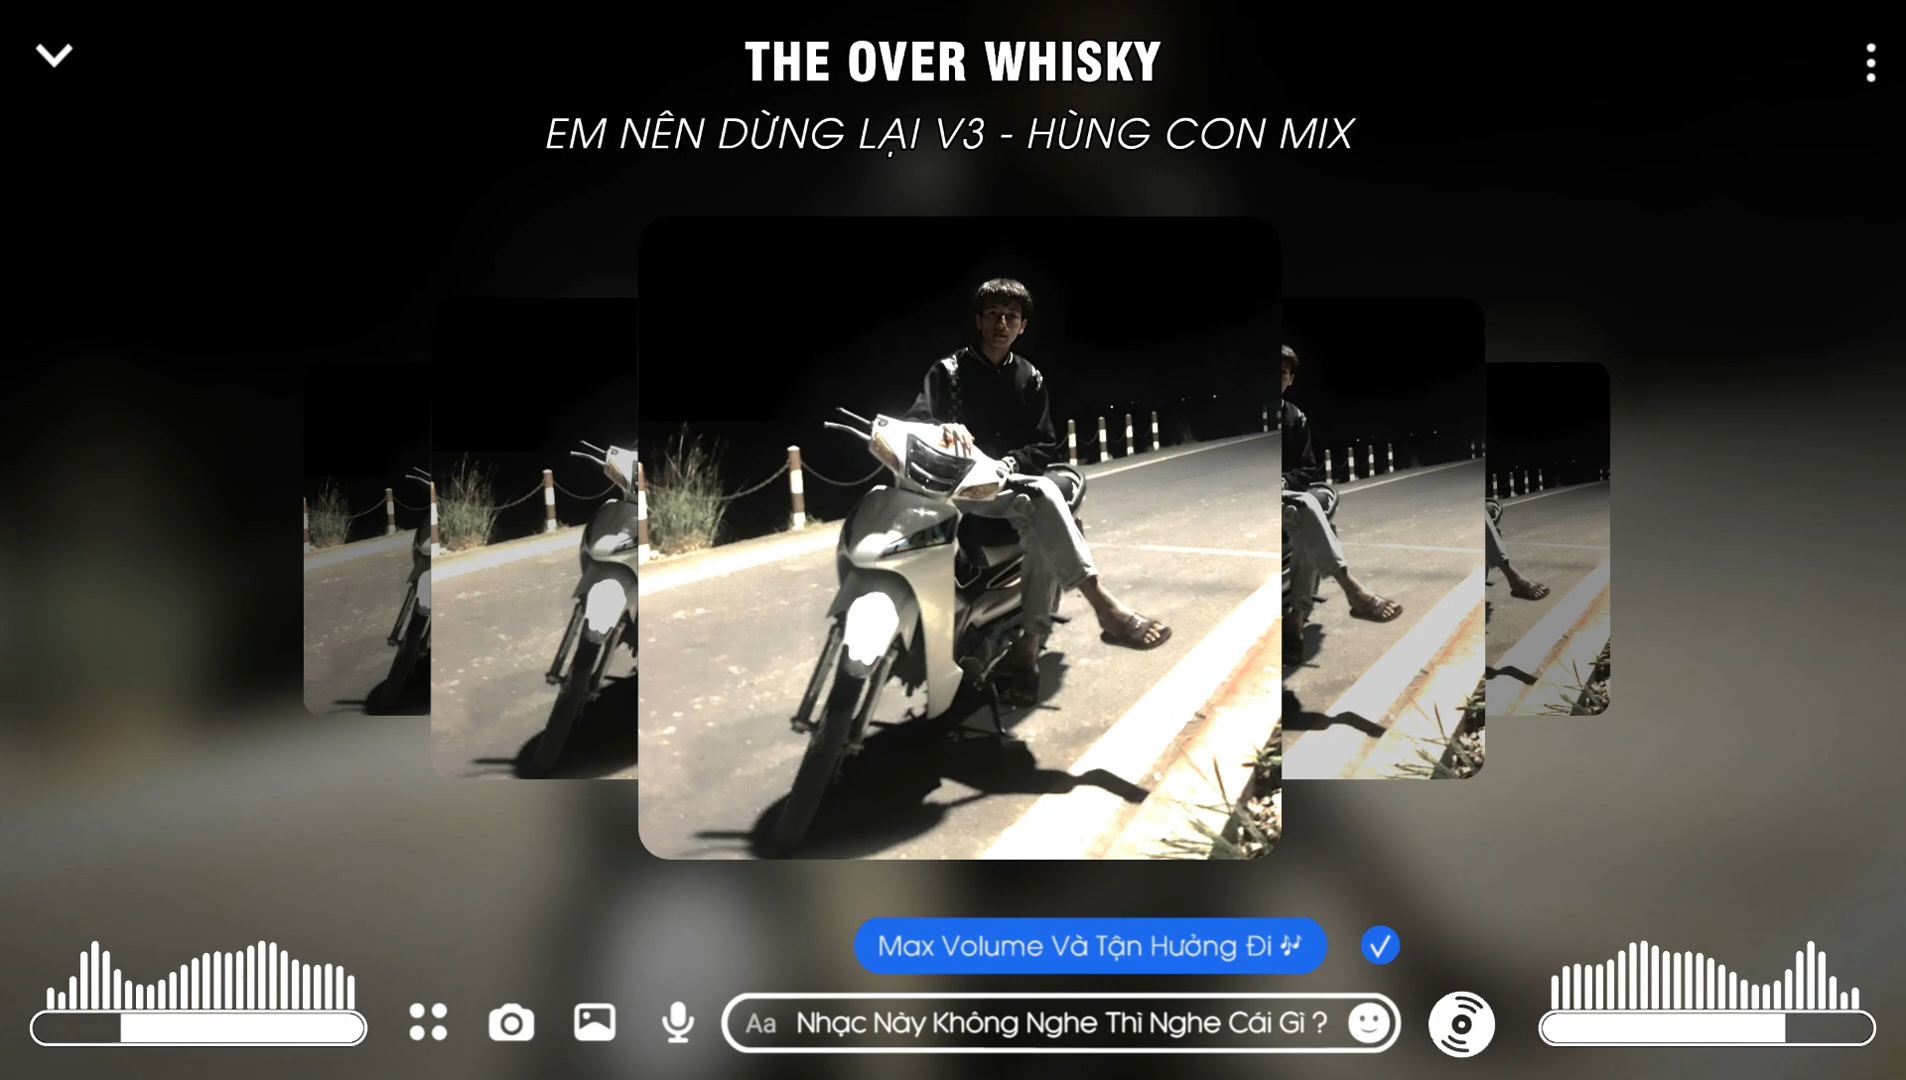 THE OVER WHISKY
EM NÊN DỪNG LẠI V3 - HÙNG CON MIX
Max Volume Và Tận Hưởng Đi 🎶
Aa Nhạc Này Không Nghe Thì Nghe Cái Gì ?